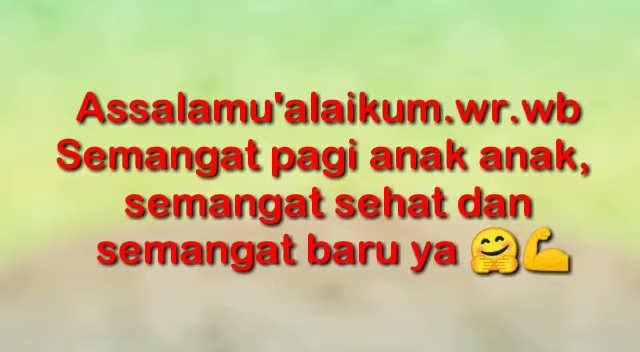 Assalamu'alaikum.wr.wb
Semangat pagi anak anak,
semangat sehat dan
semangat baru ya 🤗💪